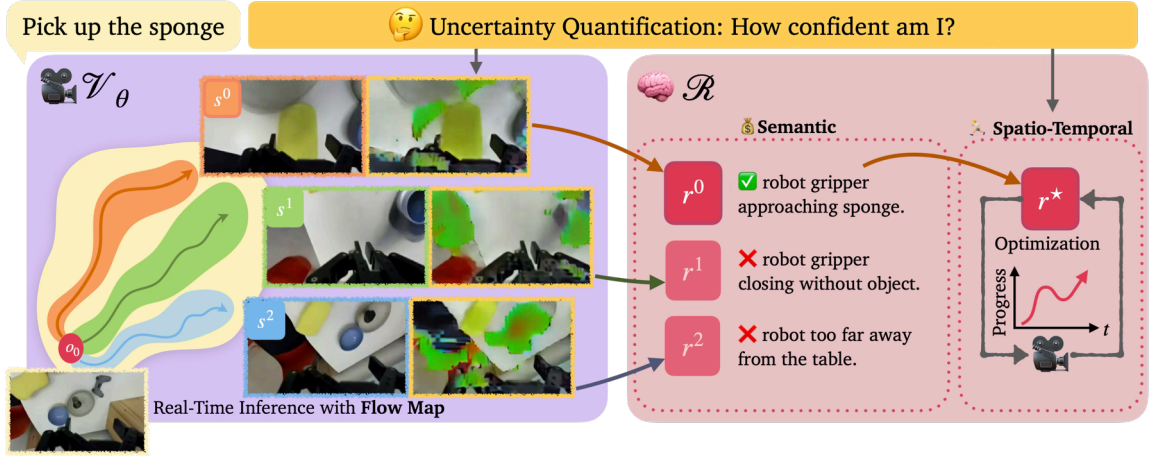 Pick up the sponge
🤔 Uncertainty Quantification: How confident am I?
🎥 𝒱θ
s⁰
s¹
s²
o₀
Real-Time Inference with Flow Map
🧠 ℛ
💰Semantic
r⁰
✅ robot gripper
approaching sponge.
r¹
❌ robot gripper
closing without object.
r²
❌ robot too far away
from the table.
Spatio-Temporal
r⋆
Optimization
Progress
t